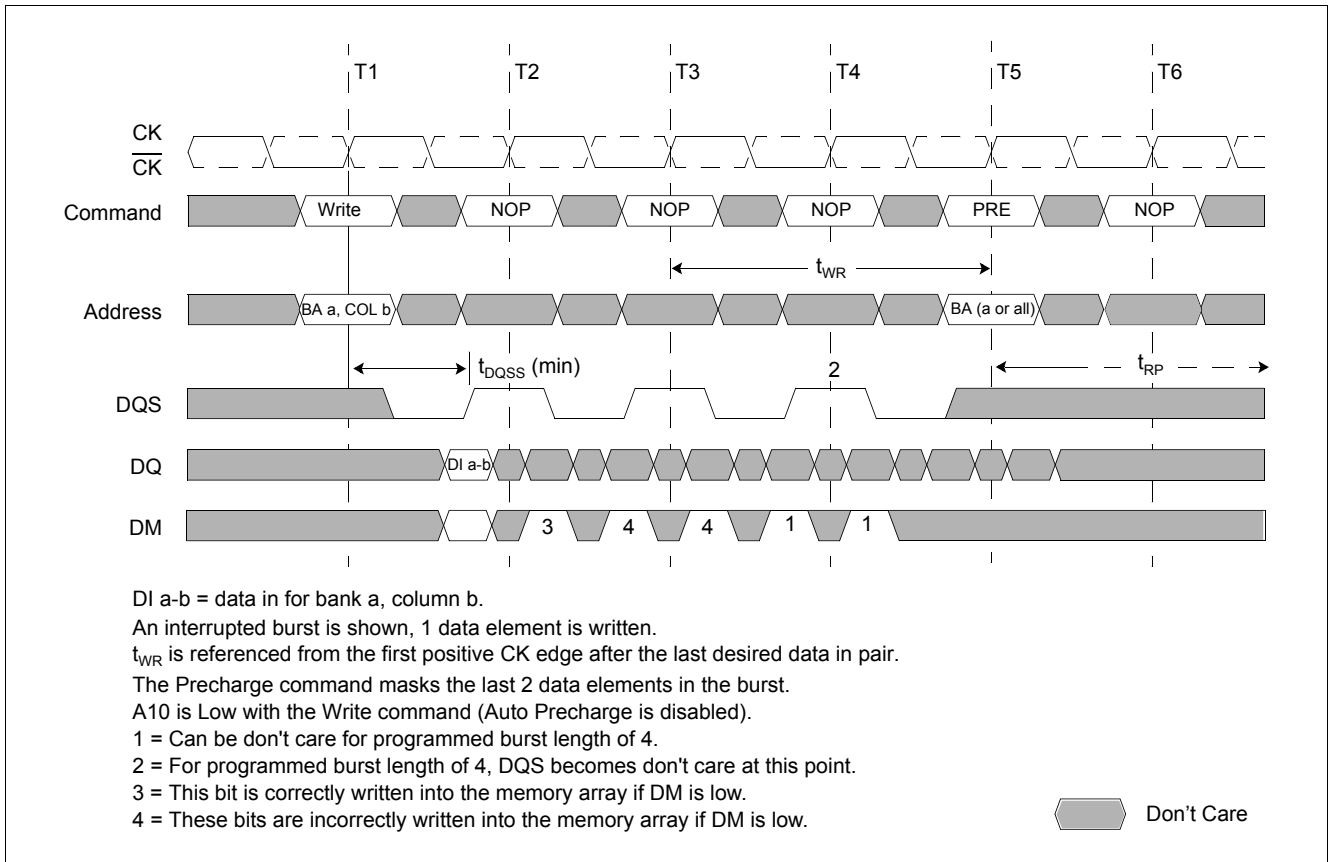 T1 T2 T3 T4 T5 T6
CK
CK
Command Write NOP NOP NOP PRE NOP
tWR
Address BA a, COL b BA (a or all)
tDQSS (min) 2 tRP
DQS
DQ DI a-b
DM 3 4 4 1 1
DI a-b = data in for bank a, column b.
An interrupted burst is shown, 1 data element is written.
tWR is referenced from the first positive CK edge after the last desired data in pair.
The Precharge command masks the last 2 data elements in the burst.
A10 is Low with the Write command (Auto Precharge is disabled).
1 = Can be don't care for programmed burst length of 4.
2 = For programmed burst length of 4, DQS becomes don't care at this point.
3 = This bit is correctly written into the memory array if DM is low.
4 = These bits are incorrectly written into the memory array if DM is low.
Don't Care